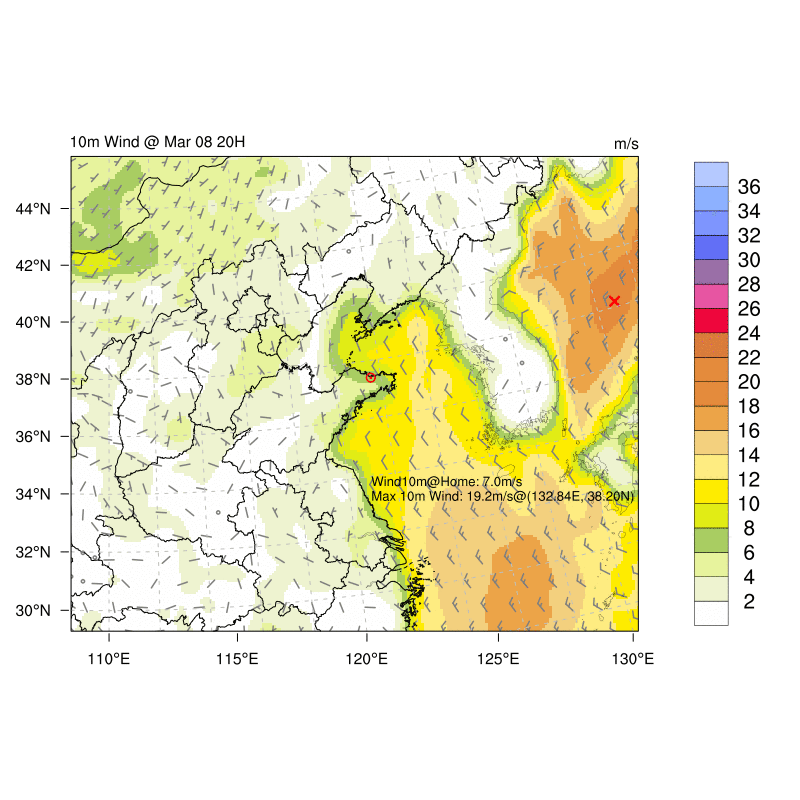 10m Wind @ Mar 08 20H
m/s
44°N
42°N
40°N
38°N
36°N
34°N
32°N
30°N
110°E
115°E
120°E
125°E
130°E
Wind10m@Home: 7.0m/s
Max 10m Wind: 19.2m/s@(132.84E, 38.20N)
36
34
32
30
28
26
24
22
20
18
16
14
12
10
8
6
4
2